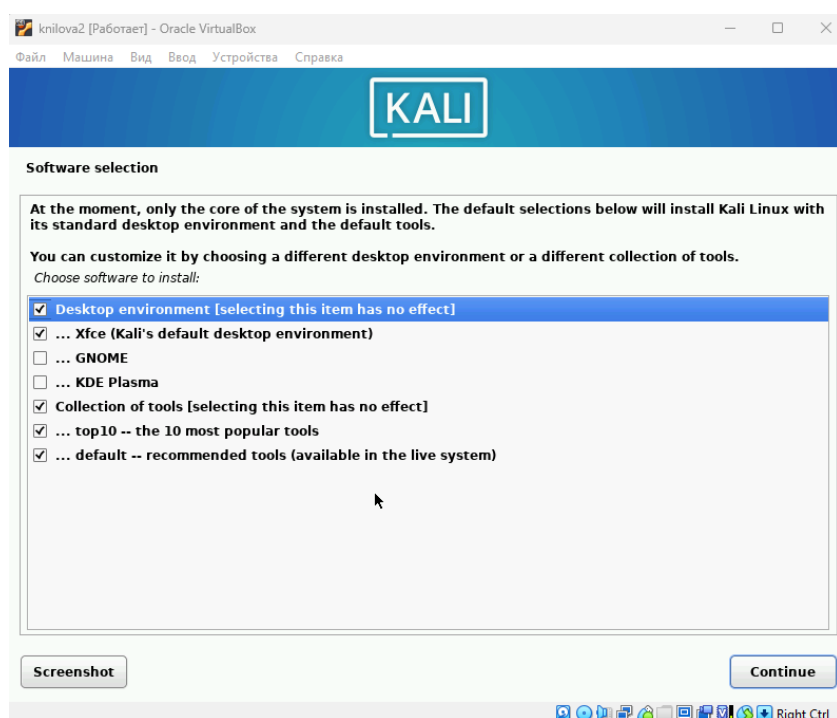 knilova2 [Работает] - Oracle VirtualBox
Файл Машина Вид Ввод Устройства Справка
KALI
Software selection
At the moment, only the core of the system is installed. The default selections below will install Kali Linux with
its standard desktop environment and the default tools.
You can customize it by choosing a different desktop environment or a different collection of tools.
Choose software to install:
Desktop environment [selecting this item has no effect]
... Xfce (Kali's default desktop environment)
... GNOME
... KDE Plasma
Collection of tools [selecting this item has no effect]
... top10 -- the 10 most popular tools
... default -- recommended tools (available in the live system)
Screenshot
Continue
Right Ctrl